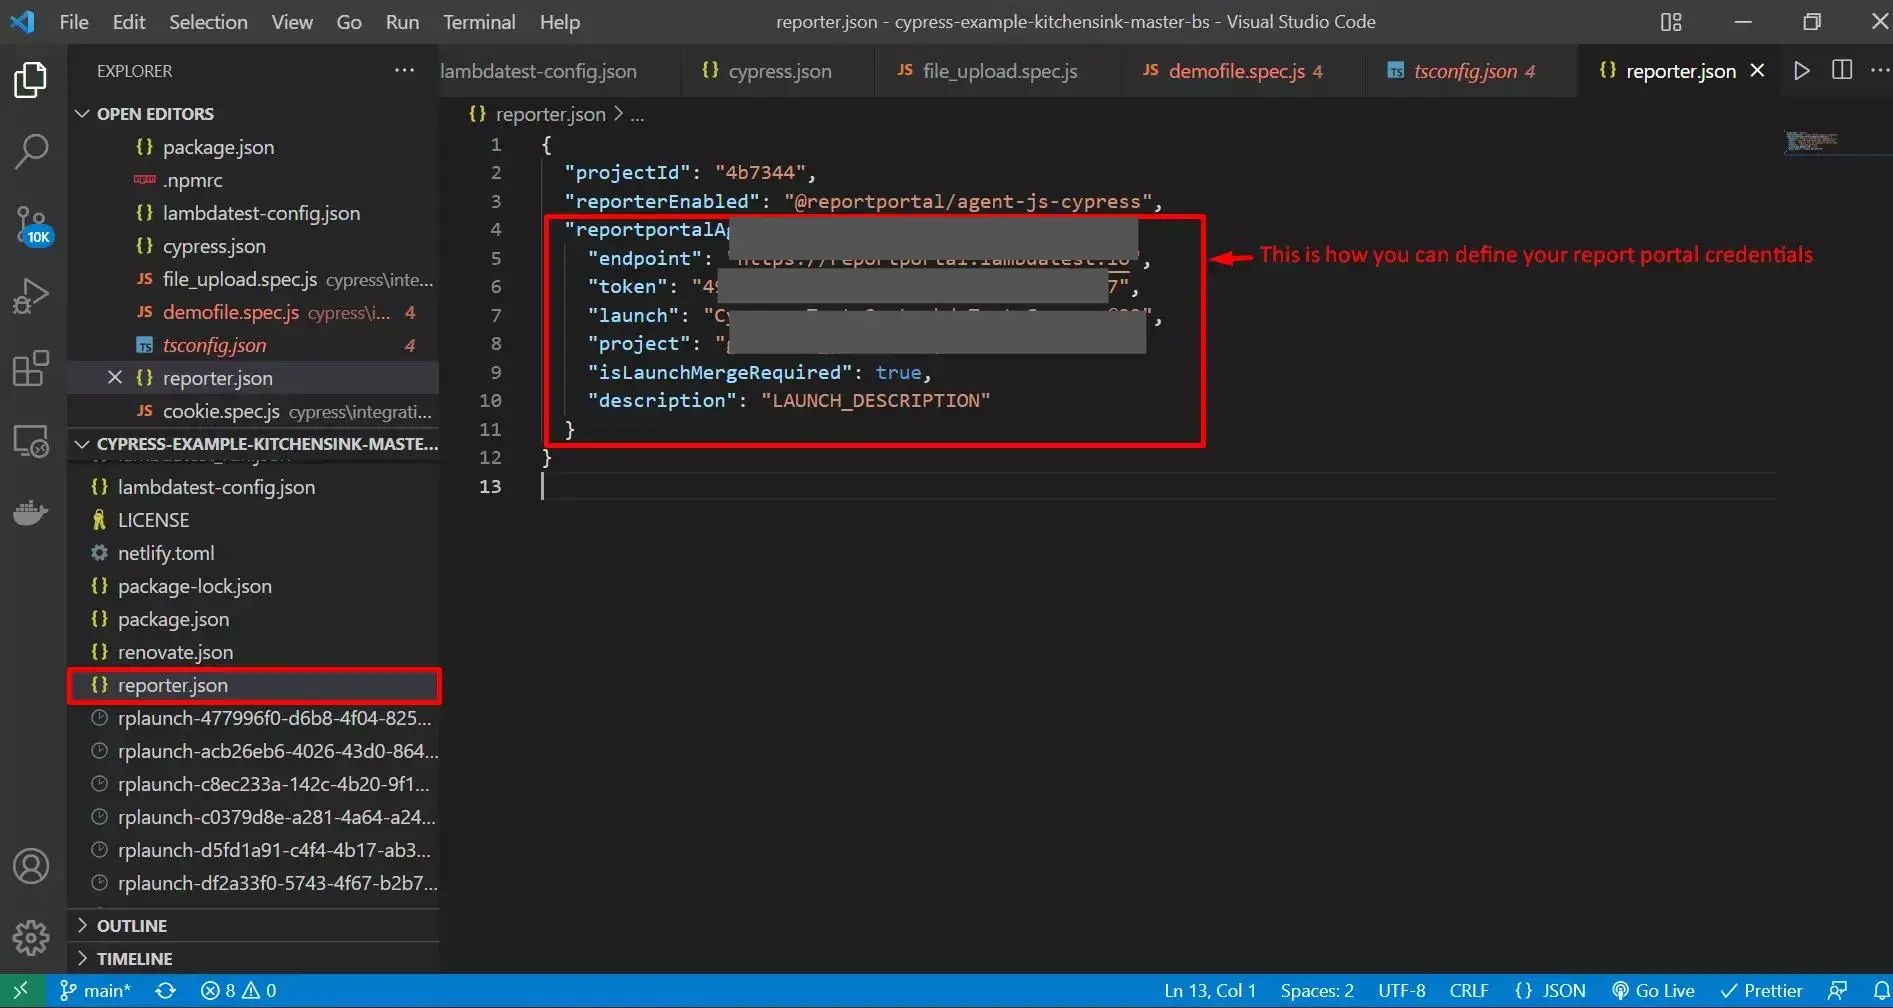 File Edit Selection View Go Run Terminal Help
reporter.json - cypress-example-kitchensink-master-bs - Visual Studio Code
EXPLORER ...
OPEN EDITORS
{} package.json
npm .npmrc
{} lambdatest-config.json
{} cypress.json
JS file_upload.spec.js cypress\inte...
JS demofile.spec.js cypress\i... 4
TS tsconfig.json 4
{} reporter.json
JS cookie.spec.js cypress\integrati...
10K
CYPRESS-EXAMPLE-KITCHENSINK-MASTE...
{} lambdatest-config.json
LICENSE
netlify.toml
{} package-lock.json
{} package.json
{} renovate.json
{} reporter.json
rplaunch-477996f0-d6b8-4f04-825...
rplaunch-acb26eb6-4026-43d0-864...
rplaunch-c8ec233a-142c-4b20-9f1...
rplaunch-c0379d8e-a281-4a64-a24...
rplaunch-d5fd1a91-c4f4-4b17-ab3...
rplaunch-df2a33f0-5743-4f67-b2b7...
OUTLINE
TIMELINE
lambdatest-config.json {} cypress.json JS file_upload.spec.js JS demofile.spec.js 4 TS tsconfig.json 4 {} reporter.json
{} reporter.json > ...
1 {
2 "projectId": "4b7344",
3 "reporterEnabled": "@reportportal/agent-js-cypress",
4 "reportportalAg
5 "endpoint": "https://reportportal.lambdatest.io",
6 "token": "49 7",
7 "launch": "Cy ",
8 "project": "g
9 "isLaunchMergeRequired": true,
10 "description": "LAUNCH_DESCRIPTION"
11 }
12 }
13
This is how you can define your report portal credentials
main* 8 0
Ln 13, Col 1 Spaces: 2 UTF-8 CRLF {} JSON Go Live Prettier